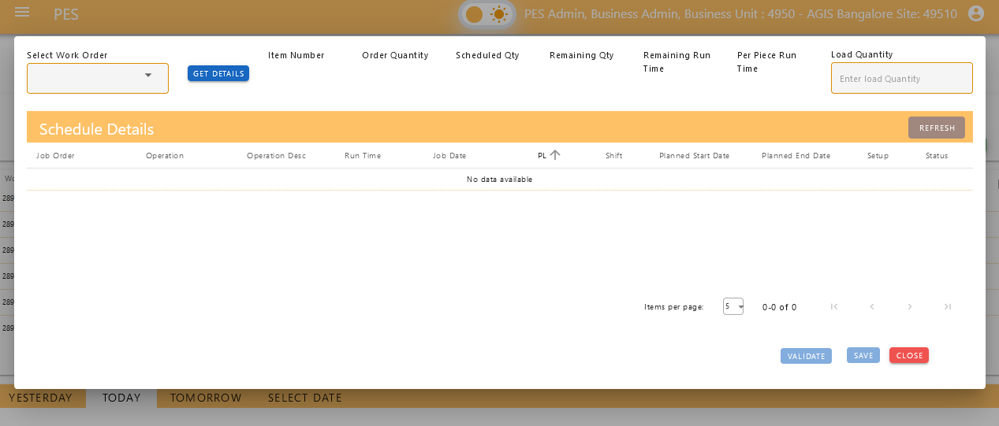 PES
PES Admin, Business Admin, Business Unit : 4950 - AGIS Bangalore Site: 49510
Select Work Order
GET DETAILS
Item Number
Order Quantity
Scheduled Qty
Remaining Qty
Remaining Run
Time
Per Piece Run
Time
Load Quantity
Enter load Quantity
Schedule Details
REFRESH
Job Order Operation Operation Desc Run Time Job Date PL Shift Planned Start Date Planned End Date Setup Status
No data available
Items per page: 5 0-0 of 0
VALIDATE SAVE CLOSE
289
289
289
289
289
289
YESTERDAY TODAY TOMORROW SELECT DATE